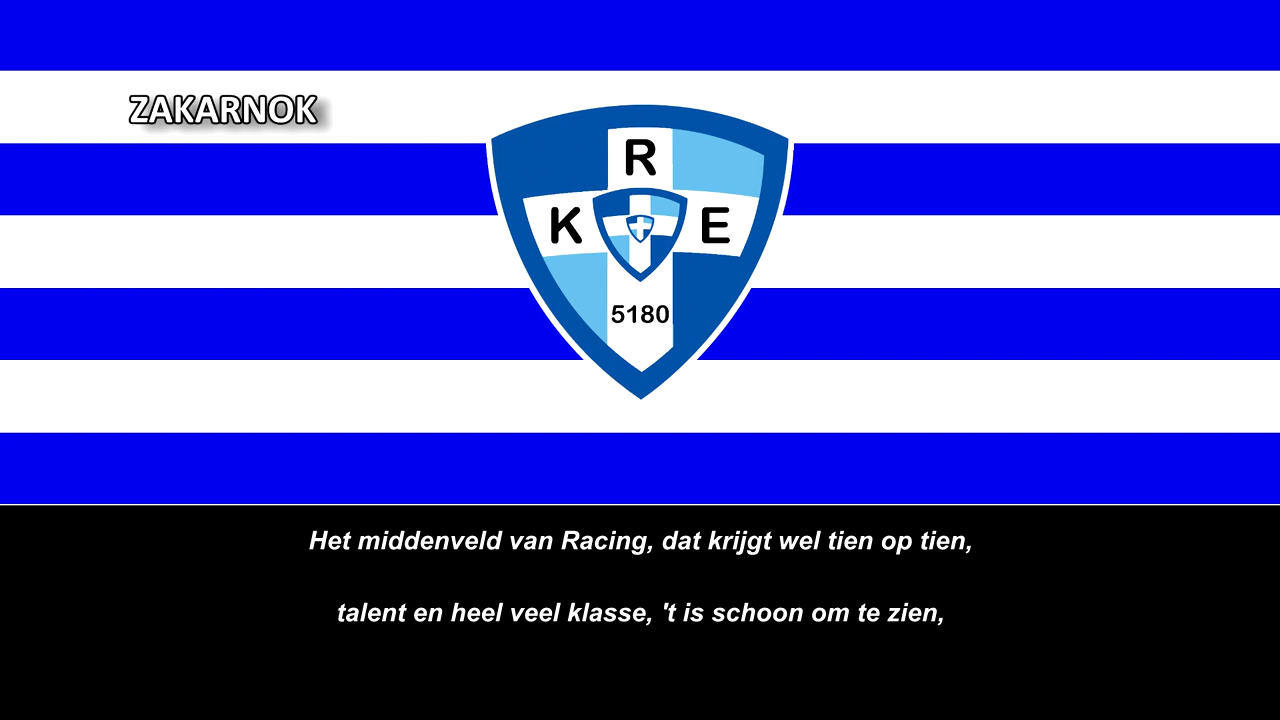 ZAKARNOK
R
K E
5180
Het middenveld van Racing, dat krijgt wel tien op tien,
talent en heel veel klasse, 't is schoon om te zien,